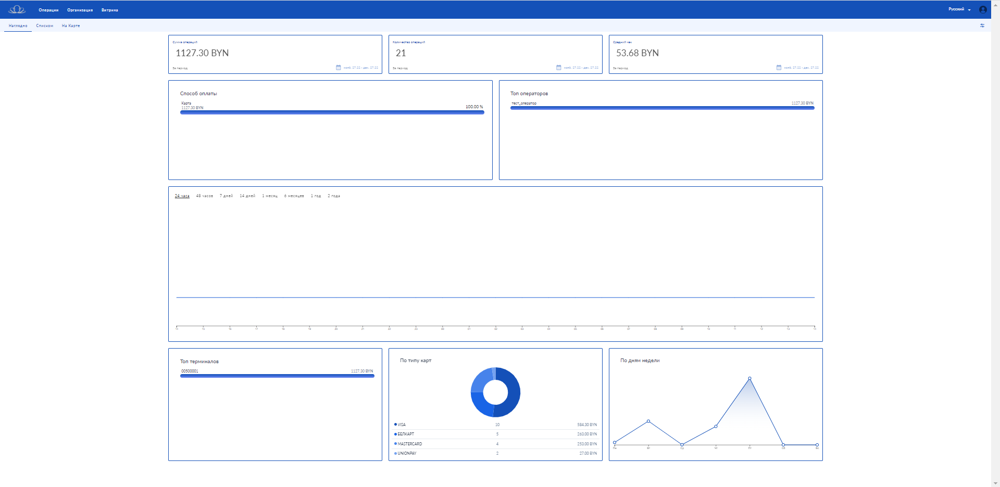 Операции Организация Витрина Русский
Наглядно Списком На Карте
Сумма операций
1127.30 BYN
За период нояб. 27.22 - дек. 27.22
Количество операций
21
За период нояб. 27.22 - дек. 27.22
Средний чек
53.68 BYN
За период нояб. 27.22 - дек. 27.22
Способ оплаты
Карта
1127.30 BYN 100.00 %
Топ операторов
тест_оператор 1127.30 BYN
24 часа 48 часов 7 дней 14 дней 1 месяц 6 месяцев 1 год 2 года
14 15 16 17 18 19 20 21 22 23 00 01 02 03 04 05 06 07 08 09 10 11 12 13 14
Топ терминалов
00500001 1127.30 BYN
По типу карт
VISA 10 584.30 BYN
БЕЛКАРТ 5 263.00 BYN
MASTERCARD 4 253.00 BYN
UNIONPAY 2 27.00 BYN
По дням недели
Пн Вт Ср Чт Пт Сб Вс